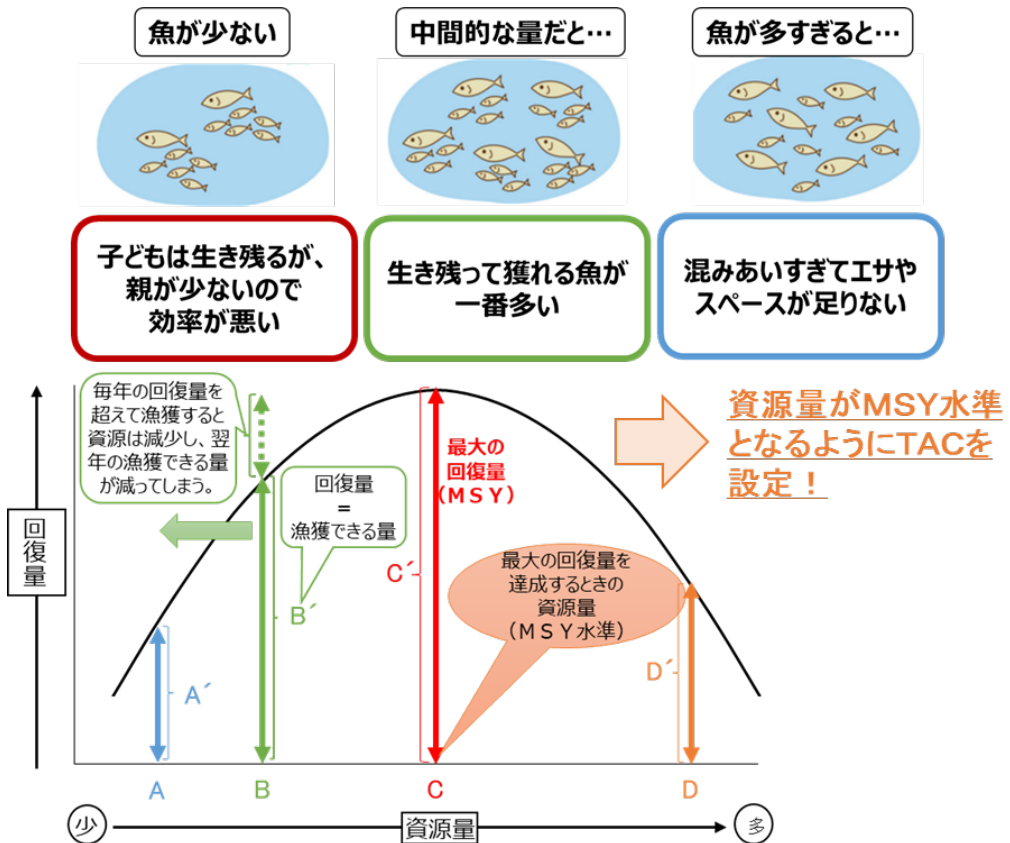 魚が少ない
中間的な量だと…
魚が多すぎると…
子どもは生き残るが、
親が少ないので
効率が悪い
生き残って獲れる魚が
一番多い
混みあいすぎてエサや
スペースが足りない
毎年の回復量を
超えて漁獲すると
資源は減少し、翌
年の漁獲できる量
が減ってしまう。
回復量
=
漁獲できる量
最大の
回復量
(MSY)
資源量がMSY水準
となるようにTACを
設定！
最大の回復量を
達成するときの
資源量
(MSY水準)
回復量
A´
B´
C´
D´
A
B
C
D
少
資源量
多